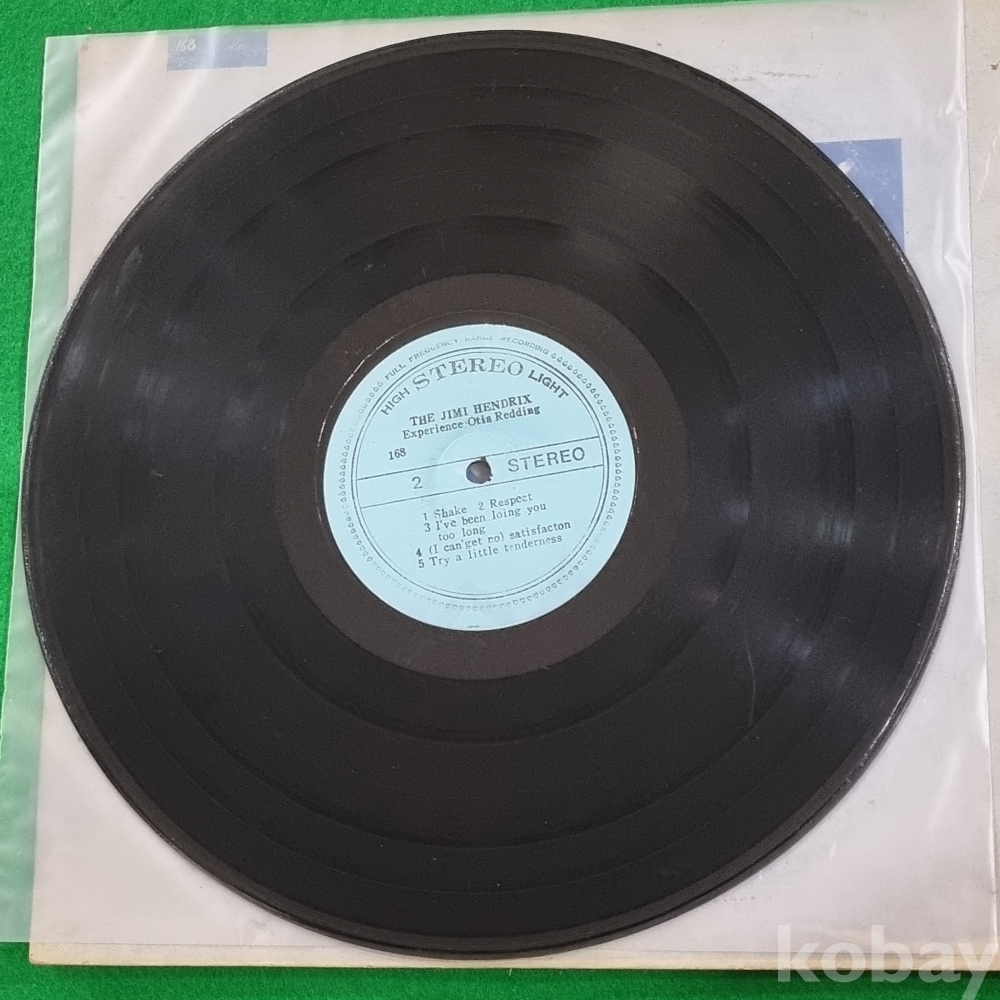 168
FULL FREQUENCY RANGE RECORDING
HIGH STEREO LIGHT
THE JIMI HENDRIX
Experience Otis Redding
168
2 STEREO
1 Shake 2 Respect
3 I've been loing you
too long
4 (I can'get no) satisfacton
5 Try a little tenderness
kobay